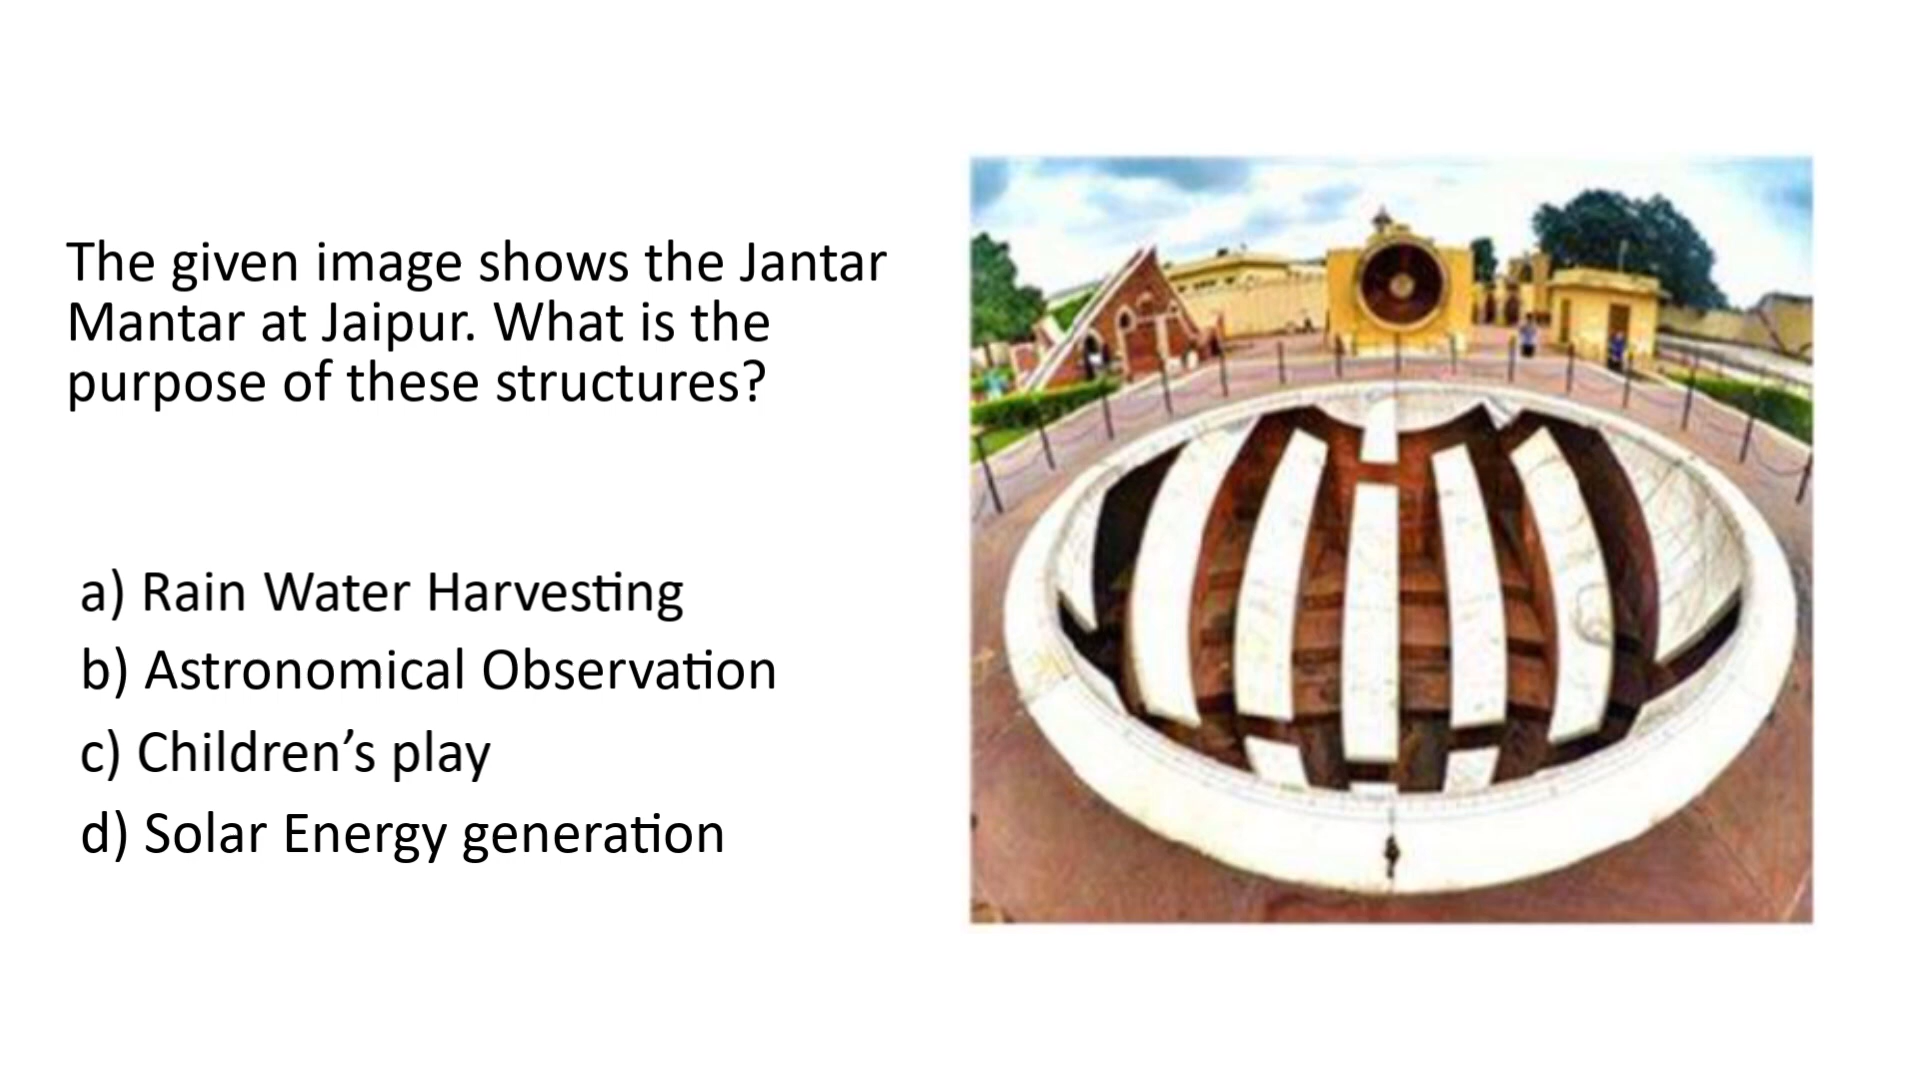 The given image shows the Jantar
Mantar at Jaipur. What is the
purpose of these structures?
a) Rain Water Harvesting
b) Astronomical Observation
c) Children’s play
d) Solar Energy generation